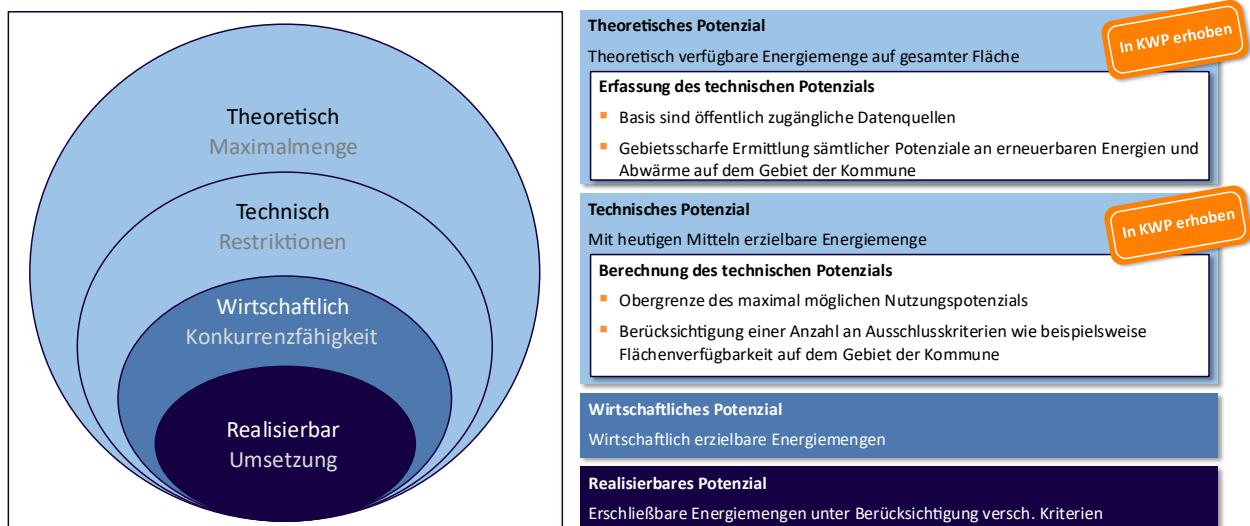 Theoretisch
Maximalmenge
Technisch
Restriktionen
Wirtschaftlich
Konkurrenzfähigkeit
Realisierbar
Umsetzung
Theoretisches Potenzial
In KWP erhoben
Theoretisch verfügbare Energiemenge auf gesamter Fläche
Erfassung des technischen Potenzials
Basis sind öffentlich zugängliche Datenquellen
Gebietsscharfe Ermittlung sämtlicher Potenziale an erneuerbaren Energien und
Abwärme auf dem Gebiet der Kommune
Technisches Potenzial
In KWP erhoben
Mit heutigen Mitteln erzielbare Energiemenge
Berechnung des technischen Potenzials
Obergrenze des maximal möglichen Nutzungspotenzials
Berücksichtigung einer Anzahl an Ausschlusskriterien wie beispielsweise
Flächenverfügbarkeit auf dem Gebiet der Kommune
Wirtschaftliches Potenzial
Wirtschaftlich erzielbare Energiemengen
Realisierbares Potenzial
Erschließbare Energiemengen unter Berücksichtigung versch. Kriterien